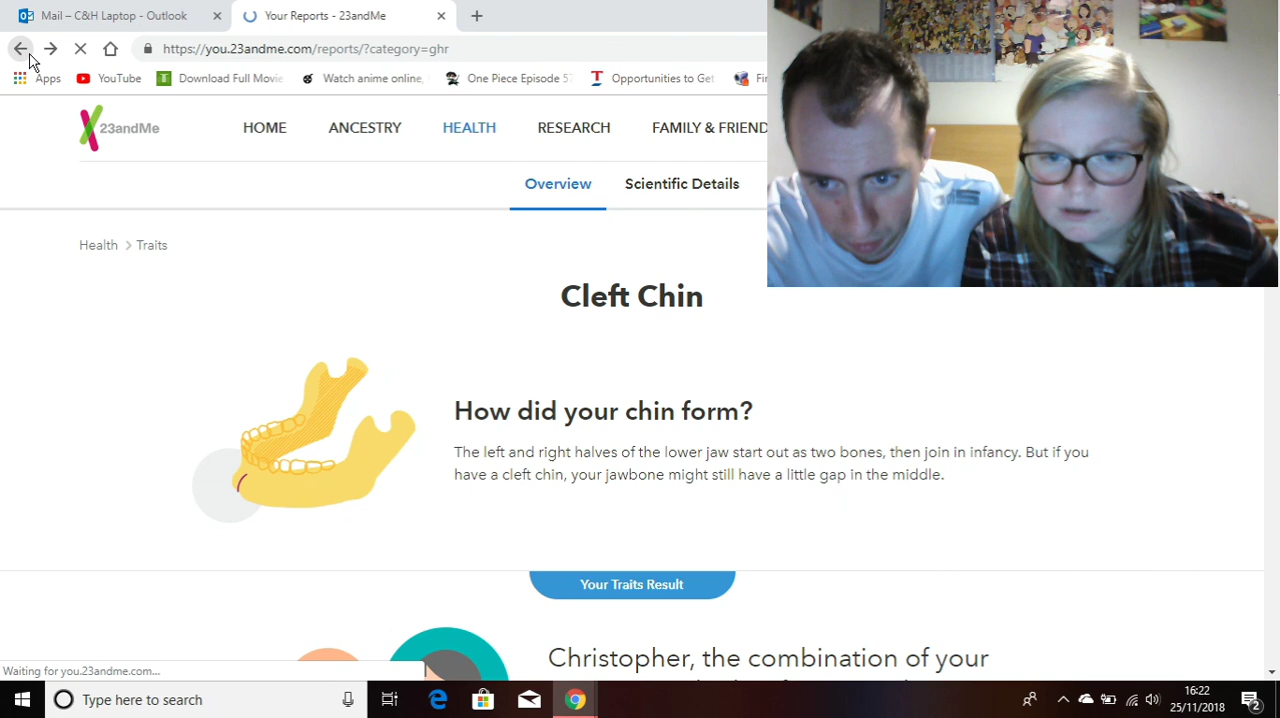 Mail – C&H Laptop - Outlook
Your Reports - 23andMe
https://you.23andme.com/reports/?category=ghr
Apps YouTube Download Full Movie Watch anime online, One Piece Episode 57 Opportunities to Get Fir
23andMe
HOME ANCESTRY HEALTH RESEARCH FAMILY & FRIEND
Overview Scientific Details
Health > Traits
Cleft Chin
How did your chin form?
The left and right halves of the lower jaw start out as two bones, then join in infancy. But if you
have a cleft chin, your jawbone might still have a little gap in the middle.
Your Traits Result
Christopher, the combination of your
Waiting for you.23andme.com...
Type here to search
16:22
25/11/2018
2